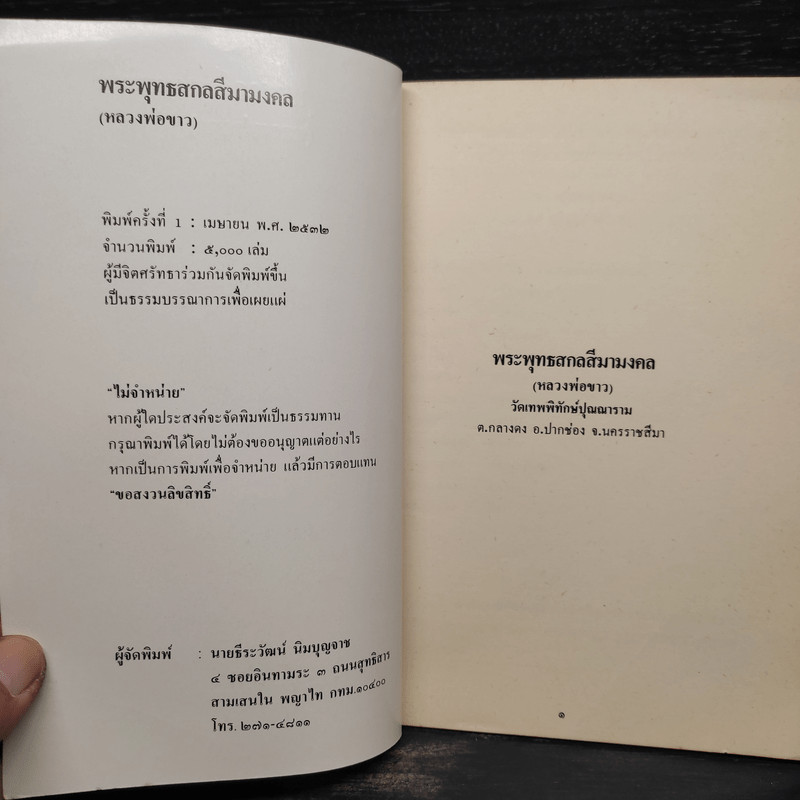 พระพุทธสกลสีมามงคล
(หลวงพ่อขาว)
พิมพ์ครั้งที่ 1 : เมษายน พ.ศ. ๒๕๓๒
จำนวนพิมพ์ : ๕,๐๐๐ เล่ม
ผู้มีจิตศรัทธาร่วมกันจัดพิมพ์ขึ้น
เป็นธรรมบรรณาการเพื่อเผยแผ่
"ไม่จำหน่าย"
หากผู้ใดประสงค์จะจัดพิมพ์เป็นธรรมทาน
กรุณาพิมพ์ได้โดยไม่ต้องขออนุญาตแต่อย่างไร
หากเป็นการพิมพ์เพื่อจำหน่าย แล้วมีการตอบแทน
"ขอสงวนลิขสิทธิ์"
ผู้จัดพิมพ์ : นายธีระวัฒน์ นิมบุญจาช
๔ ซอยอินทามระ ๓ ถนนสุทธิสาร
สามเสนใน พญาไท กทม.๑๐๔๐๐
โทร. ๒๗๑-๔๘๑๑
พระพุทธสกลสีมามงคล
(หลวงพ่อขาว)
วัดเทพพิทักษ์ปุณณาราม
ต.กลางดง อ.ปากช่อง จ.นครราชสีมา
๑